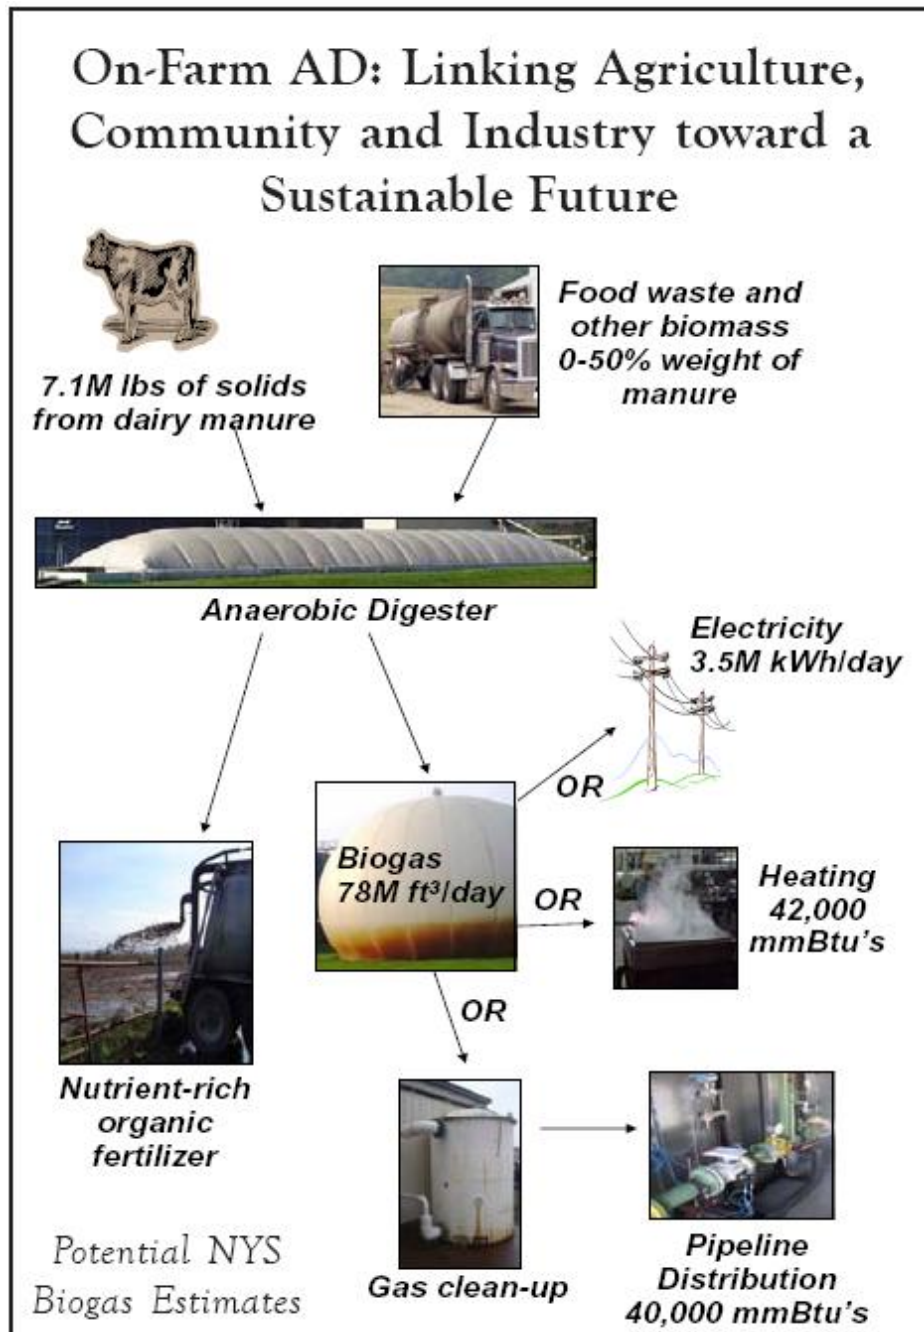 On-Farm AD: Linking Agriculture,
Community and Industry toward a
Sustainable Future
7.1M lbs of solids
from dairy manure
Food waste and
other biomass
0-50% weight of
manure
Anaerobic Digester
Electricity
3.5M kWh/day
OR
Biogas
78M ft³/day
OR
Heating
42,000
mmBtu's
OR
Nutrient-rich
organic
fertilizer
Gas clean-up
Pipeline
Distribution
40,000 mmBtu's
Potential NYS
Biogas Estimates